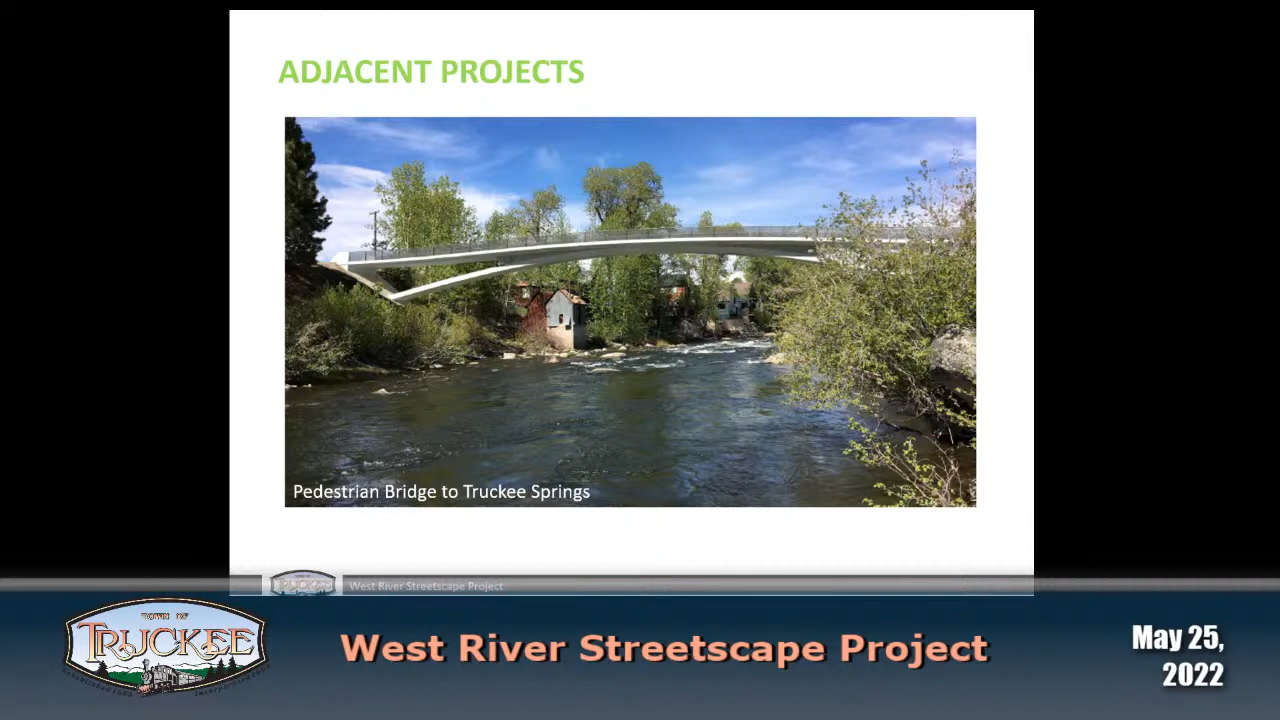 ADJACENT PROJECTS
Pedestrian Bridge to Truckee Springs
West River Streetscape Project
TOWN OF
TRUCKEE
West River Streetscape Project
May 25,
2022